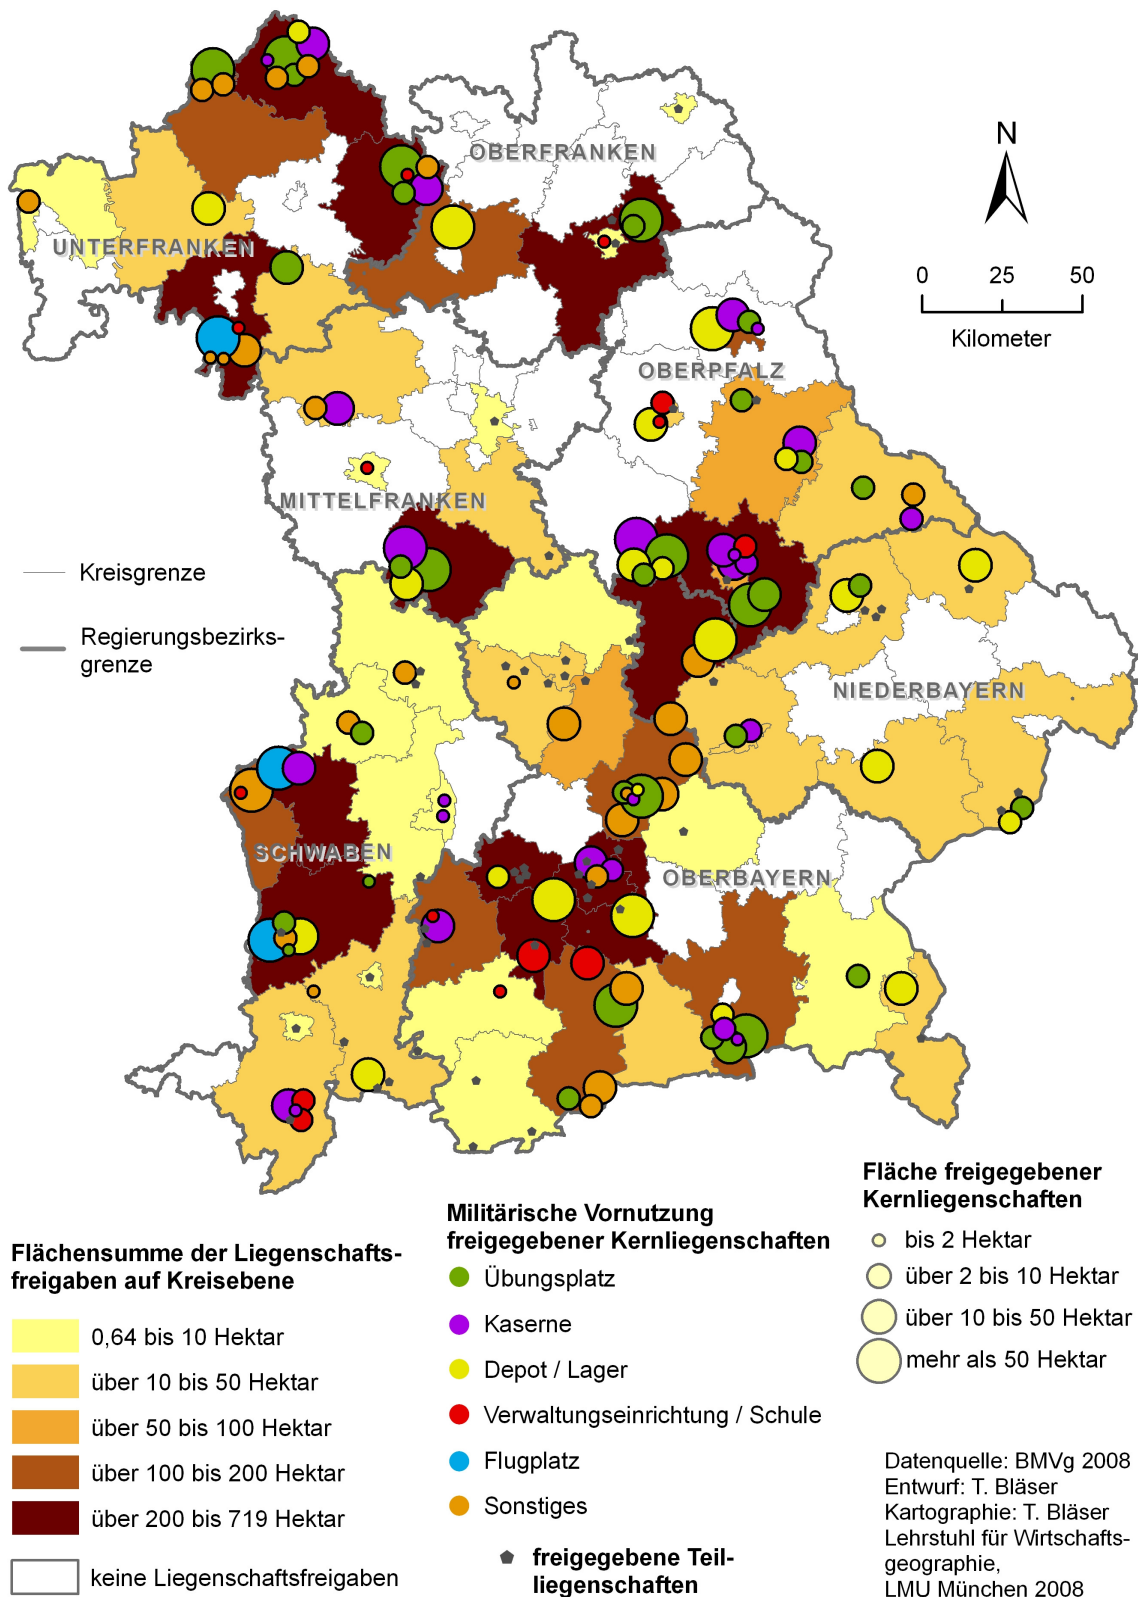 OBERFRANKEN
N
UNTERFRANKEN
0 25 50
Kilometer
OBERPFALZ
MITTELFRANKEN
Kreisgrenze
Regierungsbezirks-
grenze
NIEDERBAYERN
SCHWABEN
OBERBAYERN
Flächensumme der Liegenschafts-
freigaben auf Kreisebene
0,64 bis 10 Hektar
über 10 bis 50 Hektar
über 50 bis 100 Hektar
über 100 bis 200 Hektar
über 200 bis 719 Hektar
keine Liegenschaftsfreigaben
Militärische Vornutzung
freigegebener Kernliegenschaften
Übungsplatz
Kaserne
Depot / Lager
Verwaltungseinrichtung / Schule
Flugplatz
Sonstiges
freigegebene Teil-
liegenschaften
Fläche freigegebener
Kernliegenschaften
bis 2 Hektar
über 2 bis 10 Hektar
über 10 bis 50 Hektar
mehr als 50 Hektar
Datenquelle: BMVg 2008
Entwurf: T. Bläser
Kartographie: T. Bläser
Lehrstuhl für Wirtschafts-
geographie,
LMU München 2008